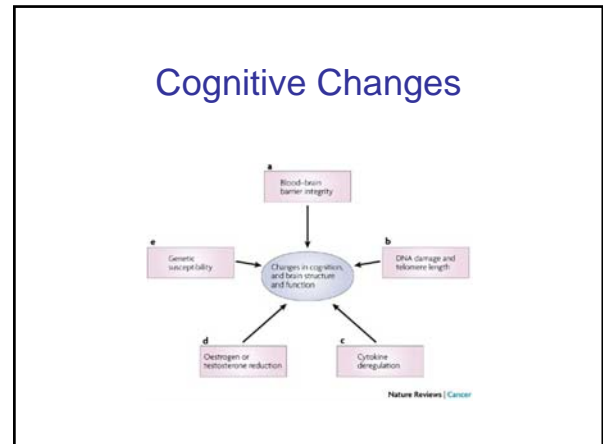 Cognitive Changes
a
Blood–brain
barrier integrity
e
Genetic
susceptibility
b
DNA damage and
telomere length
Changes in cognition,
and brain structure
and function
d
Oestrogen or
testosterone reduction
c
Cytokine
deregulation
Nature Reviews | Cancer